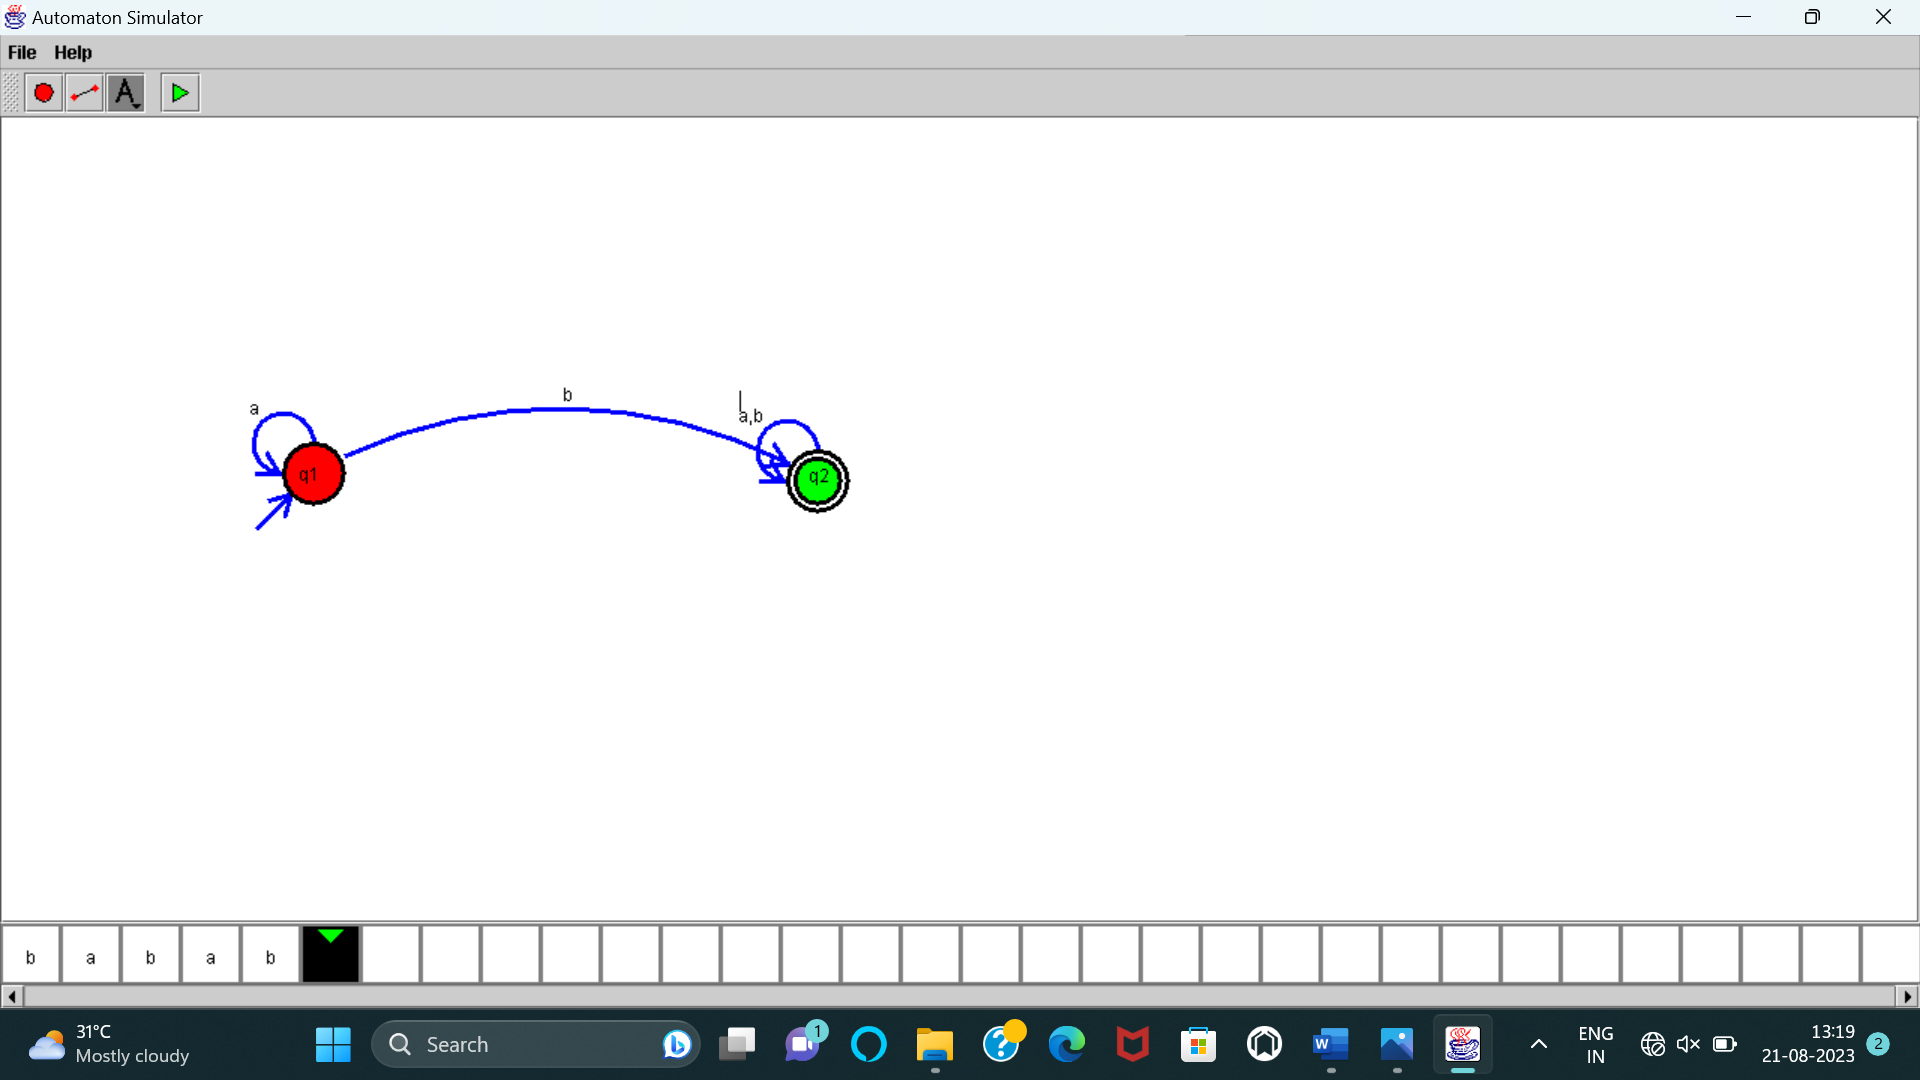 Automaton Simulator
File Help
A
b
a
a,b
q1
q2
b a b a b
31°C
Mostly cloudy
Search
1
ENG
IN
13:19
21-08-2023
2